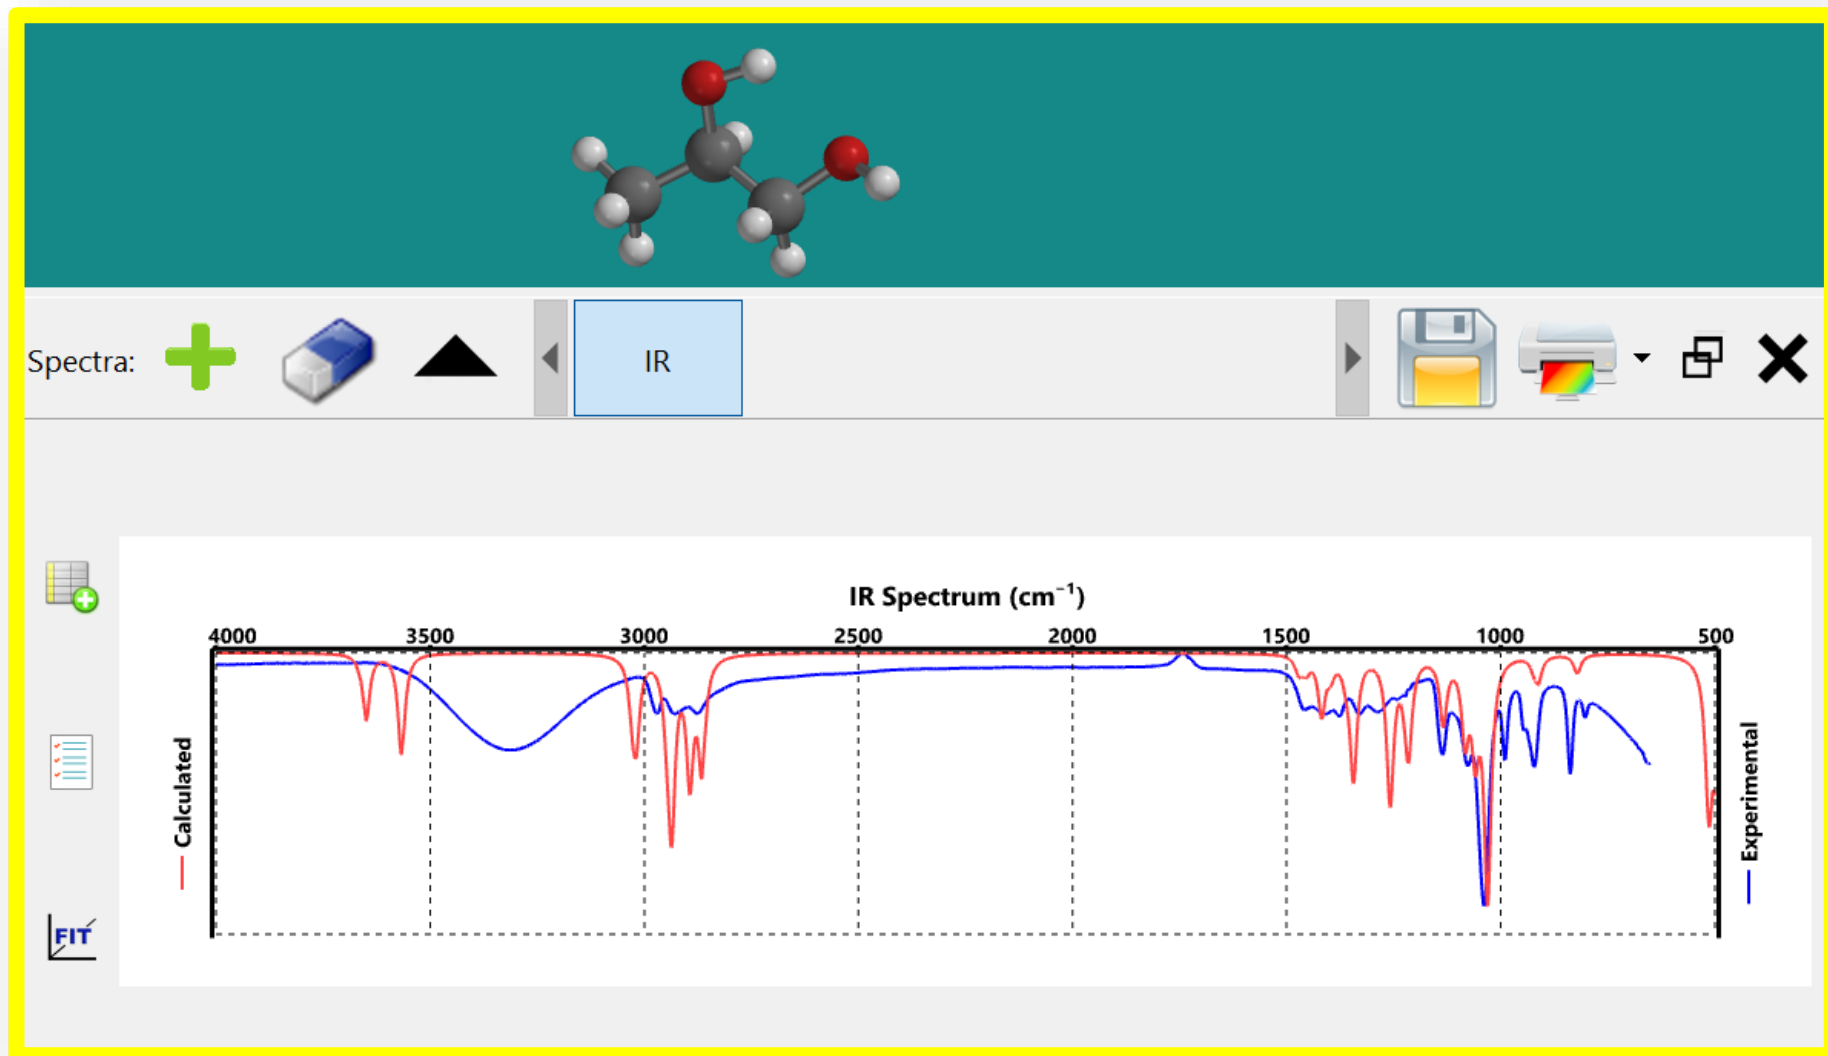 Spectra:
IR
IR Spectrum (cm⁻¹)
4000 3500 3000 2500 2000 1500 1000 500
Calculated
Experimental
FIT